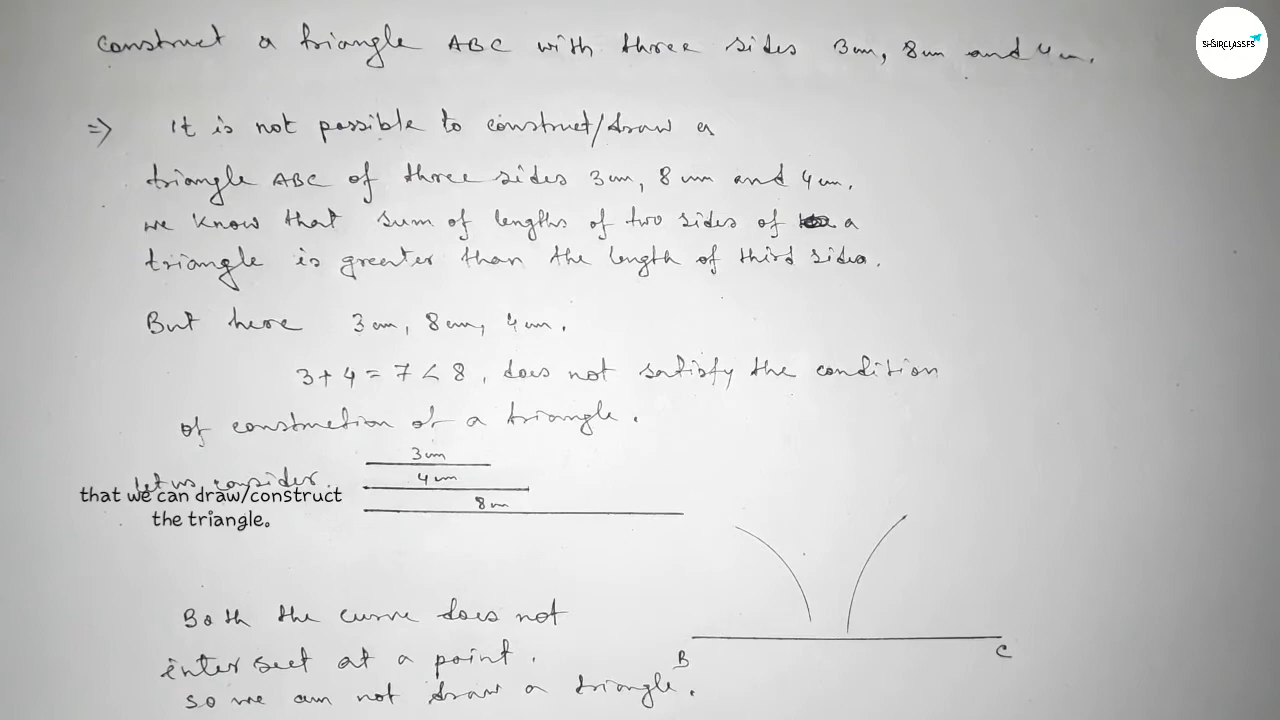 construct a triangle ABC with three sides 3cm, 8cm and 4cm.
SHSIRCLASSES
=> It is not possible to construct/draw a
triangle ABC of three sides 3cm, 8cm and 4cm.
we know that sum of lengths of two sides of a
triangle is greater than the length of third sides.
But here 3cm, 8cm, 4cm.
3+4=7<8, does not satisfy the condition
of construction of a triangle.
3cm
Let us consider
4cm
that we can draw/construct
the triangle.
8cm
Both the curve does not
intersect at a point.
B
C
so we can not draw a triangle.